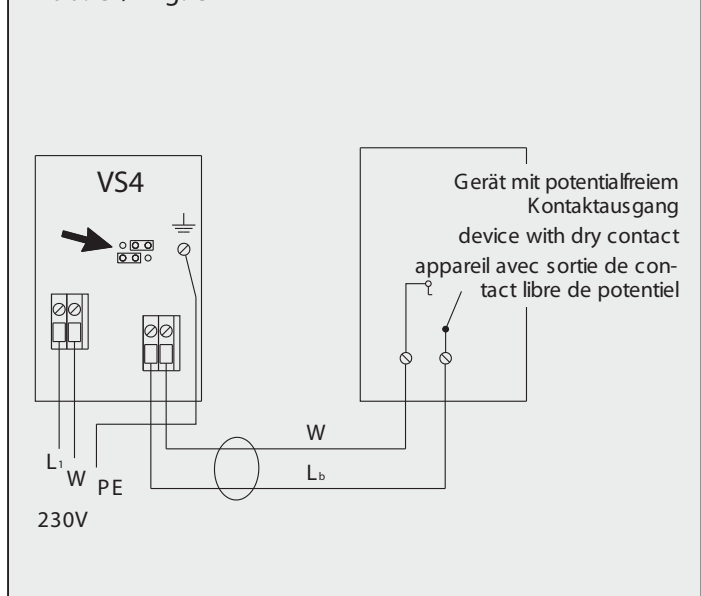 VS4
Gerät mit potentialfreiem
Kontaktausgang
device with dry contact
appareil avec sortie de con-
tact libre de potentiel
W
L1
W
PE
Lb
230V